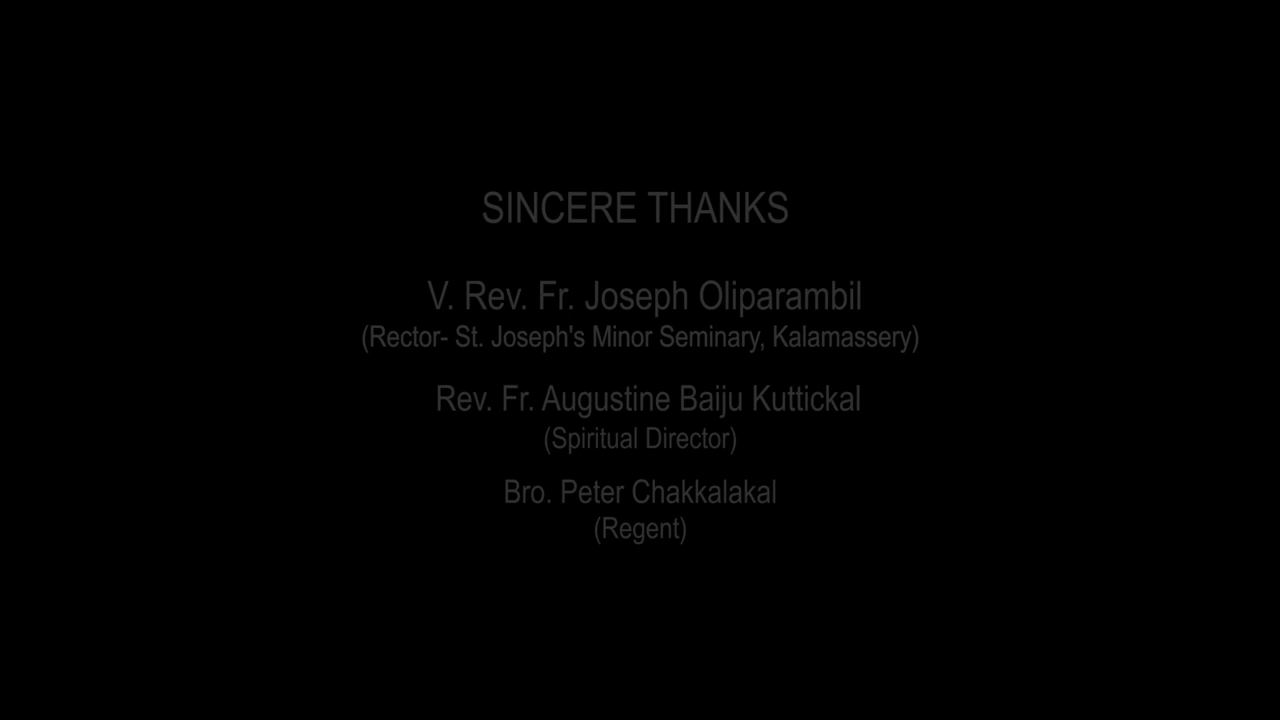 SINCERE THANKS
V. Rev. Fr. Joseph Oliparambil
(Rector- St. Joseph's Minor Seminary, Kalamassery)
Rev. Fr. Augustine Baiju Kuttickal
(Spiritual Director)
Bro. Peter Chakkalakal
(Regent)